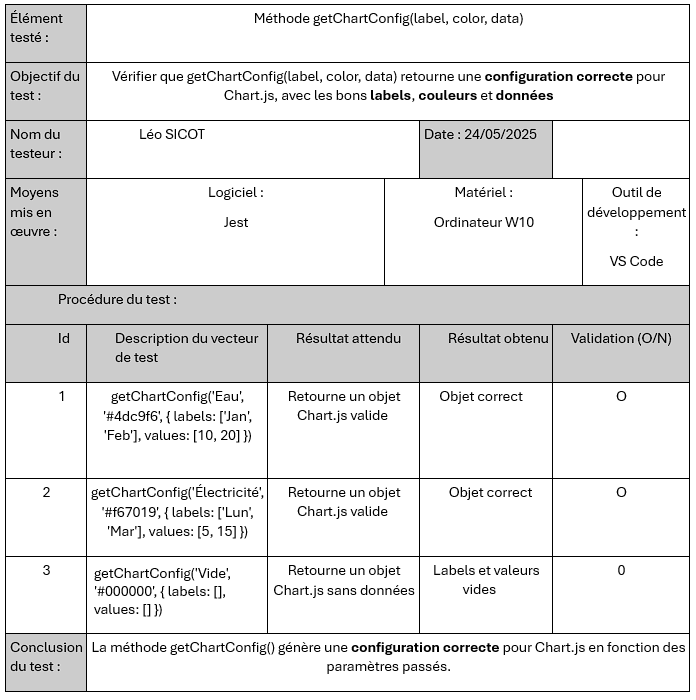 Élément
testé :
Méthode getChartConfig(label, color, data)
Objectif du
test :
Vérifier que getChartConfig(label, color, data) retourne une configuration correcte pour
Chart.js, avec les bons labels, couleurs et données
Nom du
testeur :
Léo SICOT
Date : 24/05/2025
Moyens
mis en
œuvre :
Logiciel :
Jest
Matériel :
Ordinateur W10
Outil de
développement
:
VS Code
Procédure du test :
Id
Description du vecteur
de test
Résultat attendu
Résultat obtenu
Validation (O/N)
1
getChartConfig('Eau',
'#4dc9f6', { labels: ['Jan',
'Feb'], values: [10, 20] })
Retourne un objet
Chart.js valide
Objet correct
O
2
getChartConfig('Électricité',
'#f67019', { labels: ['Lun',
'Mar'], values: [5, 15] })
Retourne un objet
Chart.js valide
Objet correct
O
3
getChartConfig('Vide',
'#000000', { labels: [],
values: [] })
Retourne un objet
Chart.js sans données
Labels et valeurs
vides
0
Conclusion
du test :
La méthode getChartConfig() génère une configuration correcte pour Chart.js en fonction des
paramètres passés.